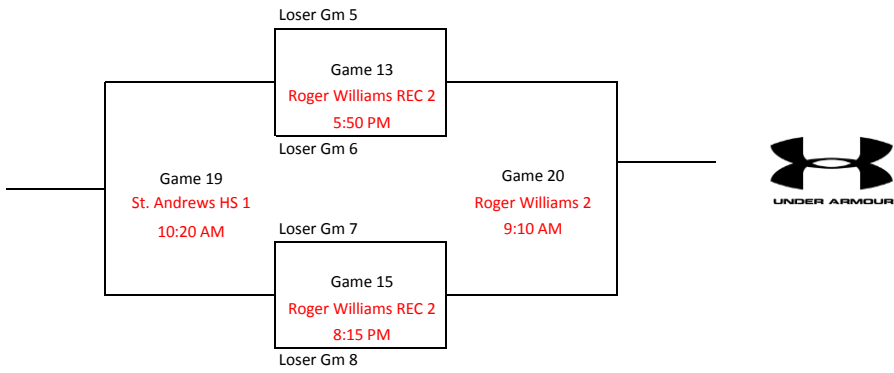 Loser Gm 5
Game 13
Roger Williams REC 2
5:50 PM
Loser Gm 6
Game 19
St. Andrews HS 1
10:20 AM
Game 20
Roger Williams 2
9:10 AM
UNDER ARMOUR
Loser Gm 7
Game 15
Roger Williams REC 2
8:15 PM
Loser Gm 8